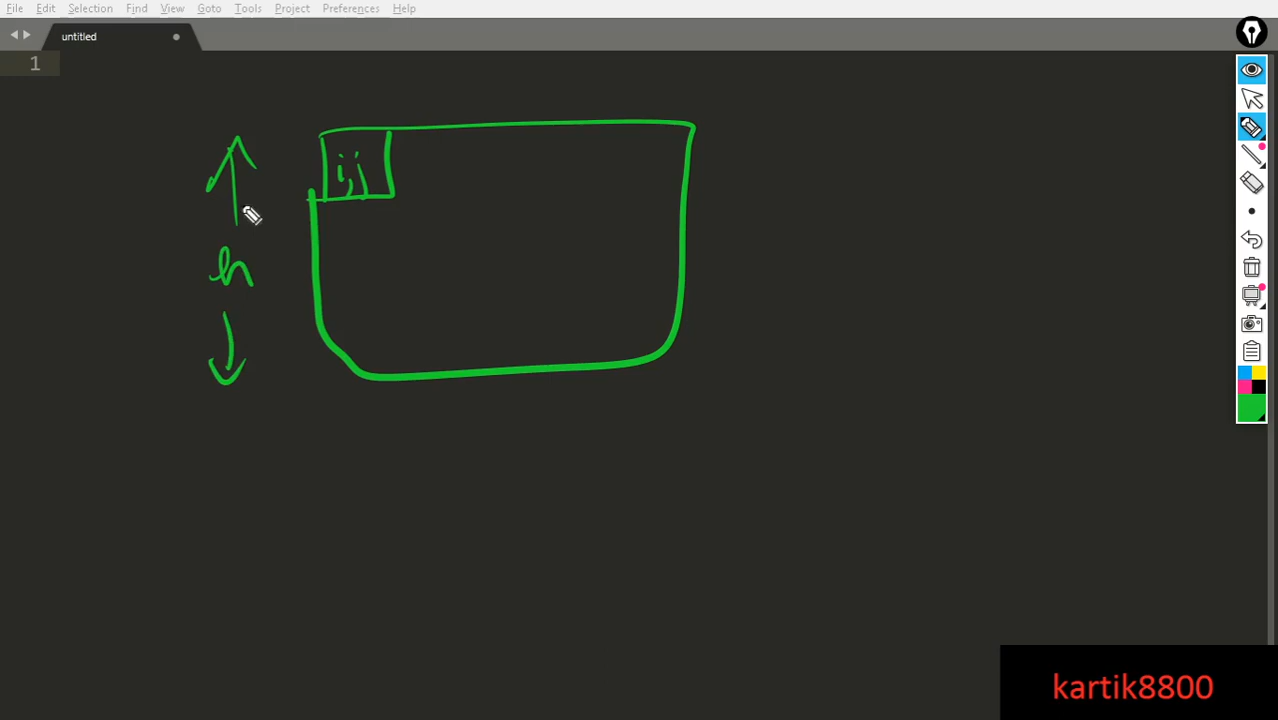 File Edit Selection Find View Goto Tools Project Preferences Help
untitled
1
i,j
h
kartik8800